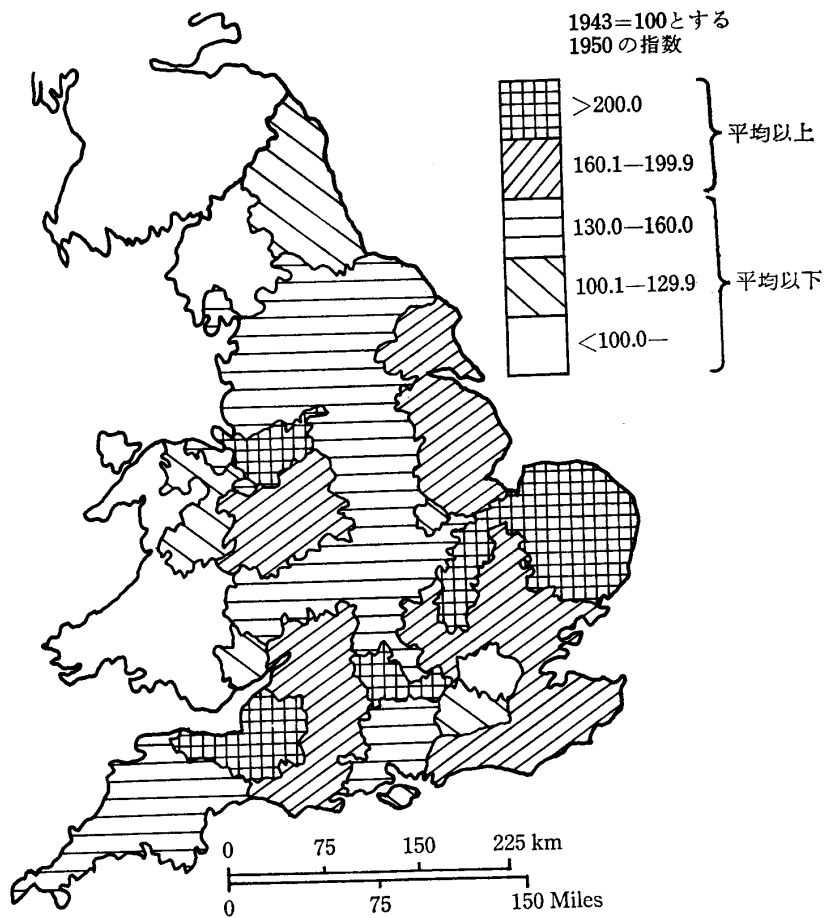 1943=100とする
1950の指数
>200.0
160.1—199.9
平均以上
130.0—160.0
100.1—129.9
<100.0—
平均以下
0 75 150 225 km
0 75 150 Miles